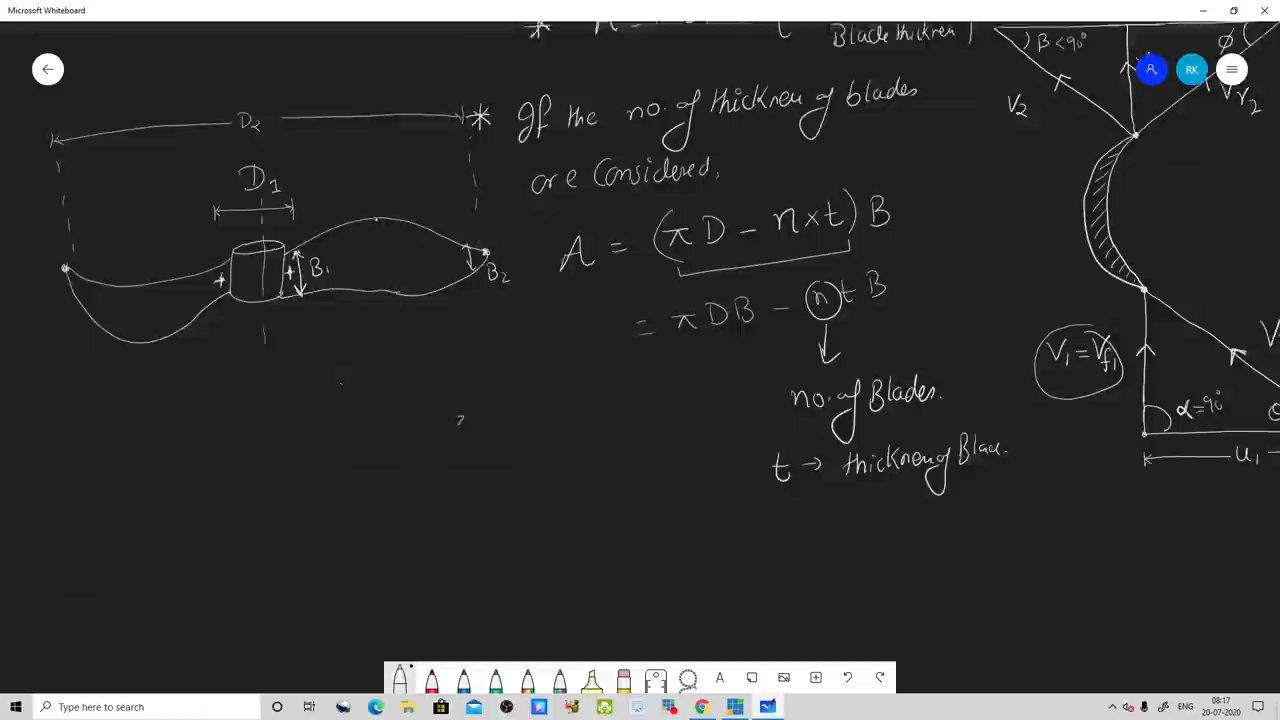 Microsoft Whiteboard
Blade thickness)
D2
* If the no. of thickness of blades
are Considered,
D1
A = (πD - n×t) B
B1
B2
= πDB - n t B
no. of Blades.
t → thickness of Blade.
) B < 90°
ϕ
RK
V2
Vr2
V1 = Vf1
α = 90°
u1
Type here to search
ENG
08:17
20-07-2020